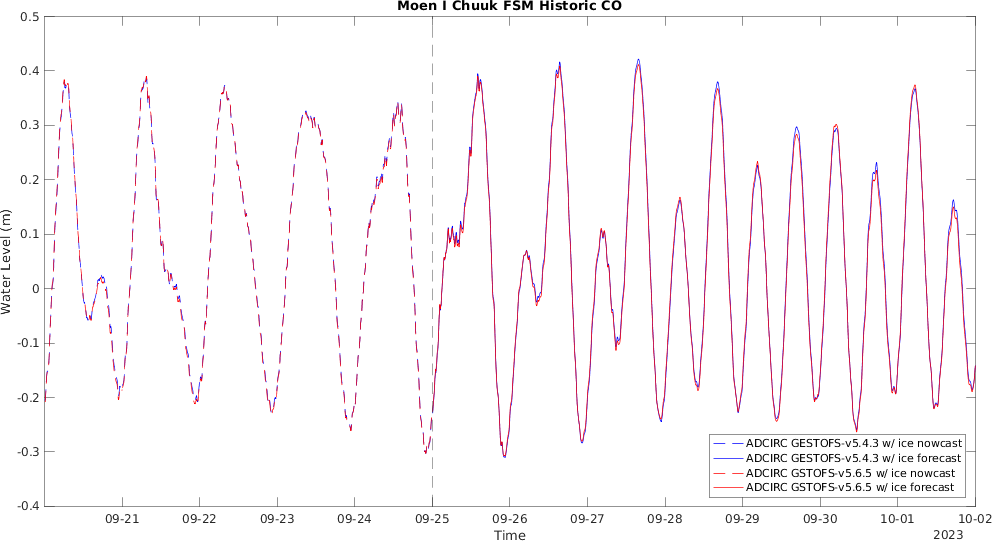 Moen I Chuuk FSM Historic CO
0.5
0.4
0.3
0.2
0.1
0
-0.1
-0.2
-0.3
-0.4
Water Level (m)
ADCIRC GESTOFS-v5.4.3 w/ ice nowcast
ADCIRC GESTOFS-v5.4.3 w/ ice forecast
ADCIRC GSTOFS-v5.6.5 w/ ice nowcast
ADCIRC GSTOFS-v5.6.5 w/ ice forecast
09-21 09-22 09-23 09-24 09-25 09-26 09-27 09-28 09-29 09-30 10-01 10-02
Time
2023